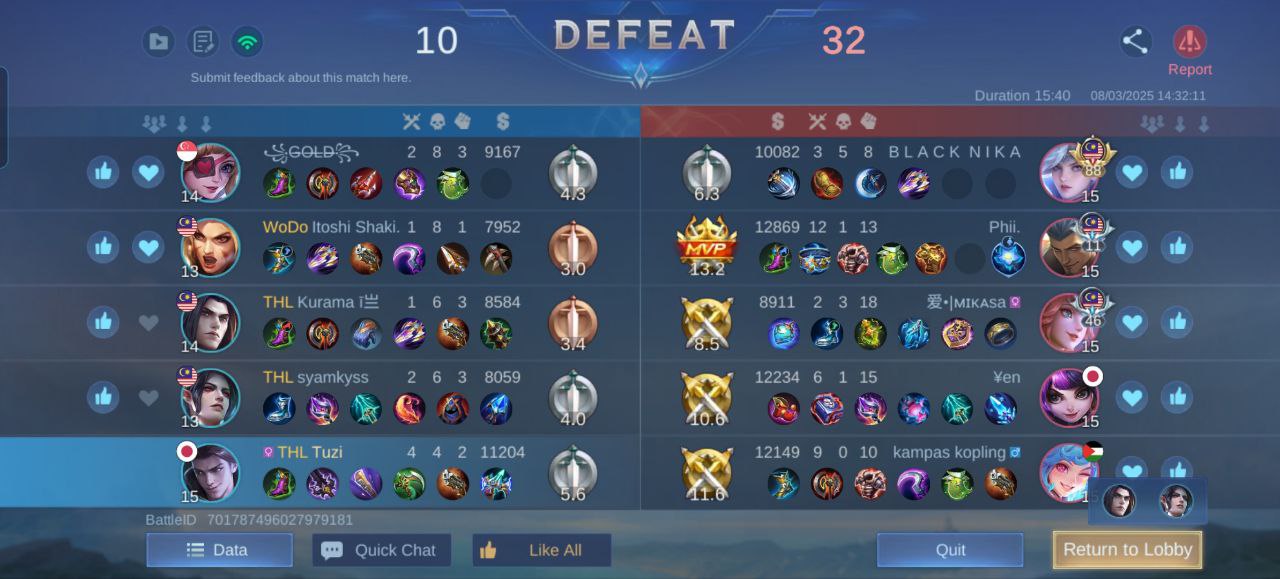 10 DEFEAT 32
Submit feedback about this match here.
Report
Duration 15:40 08/03/2025 14:32:11
GOLD 2 8 3 9167
14 4.3
10082 3 5 8 B L A C K N I K A
6.3 88 15
WoDo Itoshi Shaki. 1 8 1 7952
13 3.0
12869 12 1 13 Phii.
MVP 13.2 11 15
THL Kurama 1 6 3 8584
14 3.4
8911 2 3 18 爱•|ᴍɪᴋᴀsa
8.5 46 15
THL syamkyss 2 6 3 8059
13 4.0
12234 6 1 15 ¥en
10.6 15
THL Tuzi 4 4 2 11204
15 5.6
12149 9 0 10 kampas kopling
11.6
BattleID 701787496027979181
Data Quick Chat Like All Quit Return to Lobby